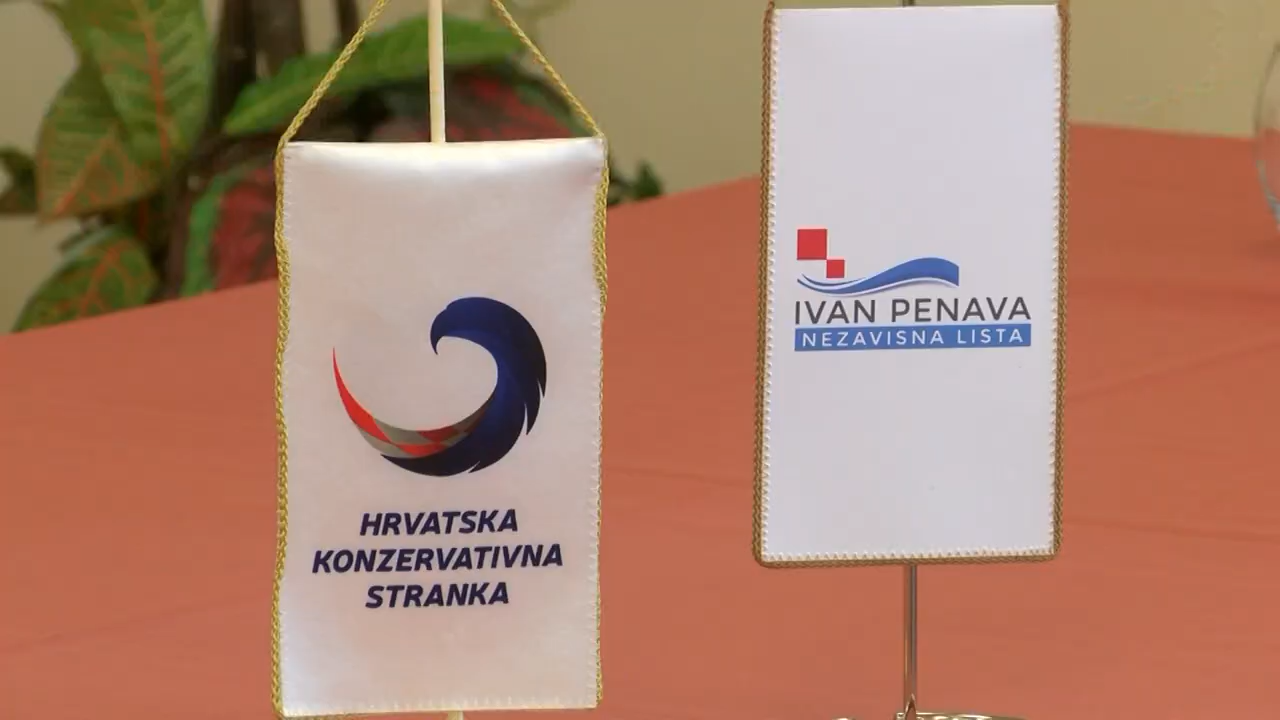 HRVATSKA
KONZERVATIVNA
STRANKA
IVAN PENAVA
NEZAVISNA LISTA